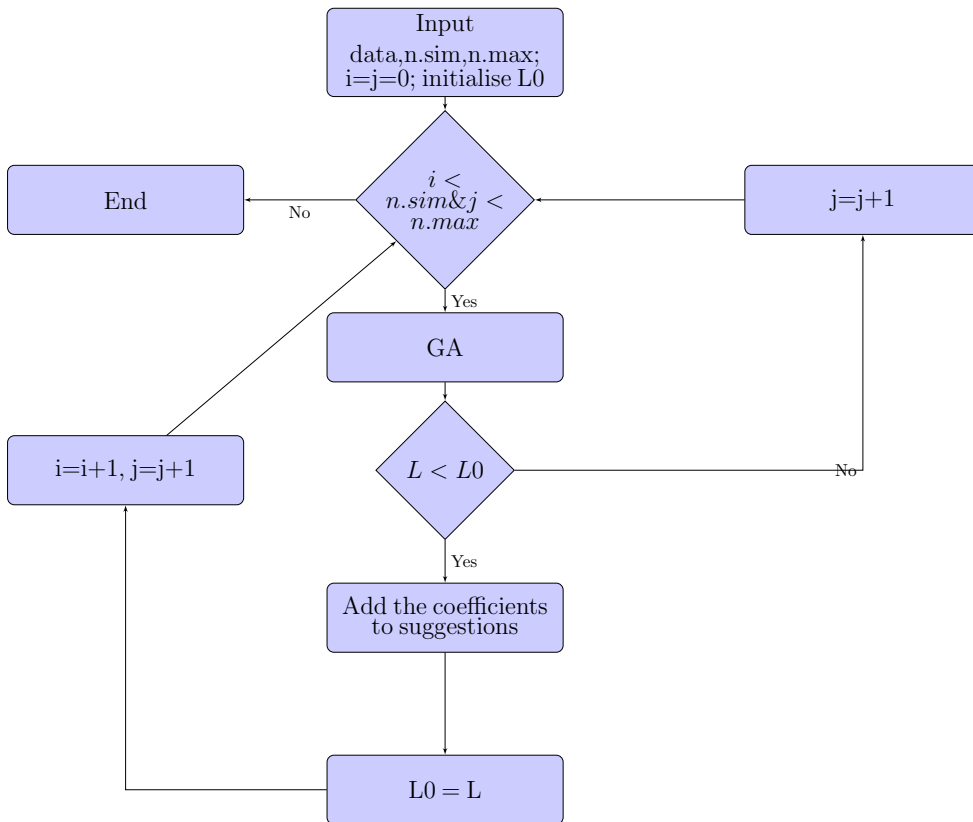 Input
data,n.sim,n.max;
i=j=0; initialise L0
i <
n.sim&j <
n.max
End
No
j=j+1
Yes
GA
i=i+1, j=j+1
L < L0
No
Yes
Add the coefficients
to suggestions
L0 = L